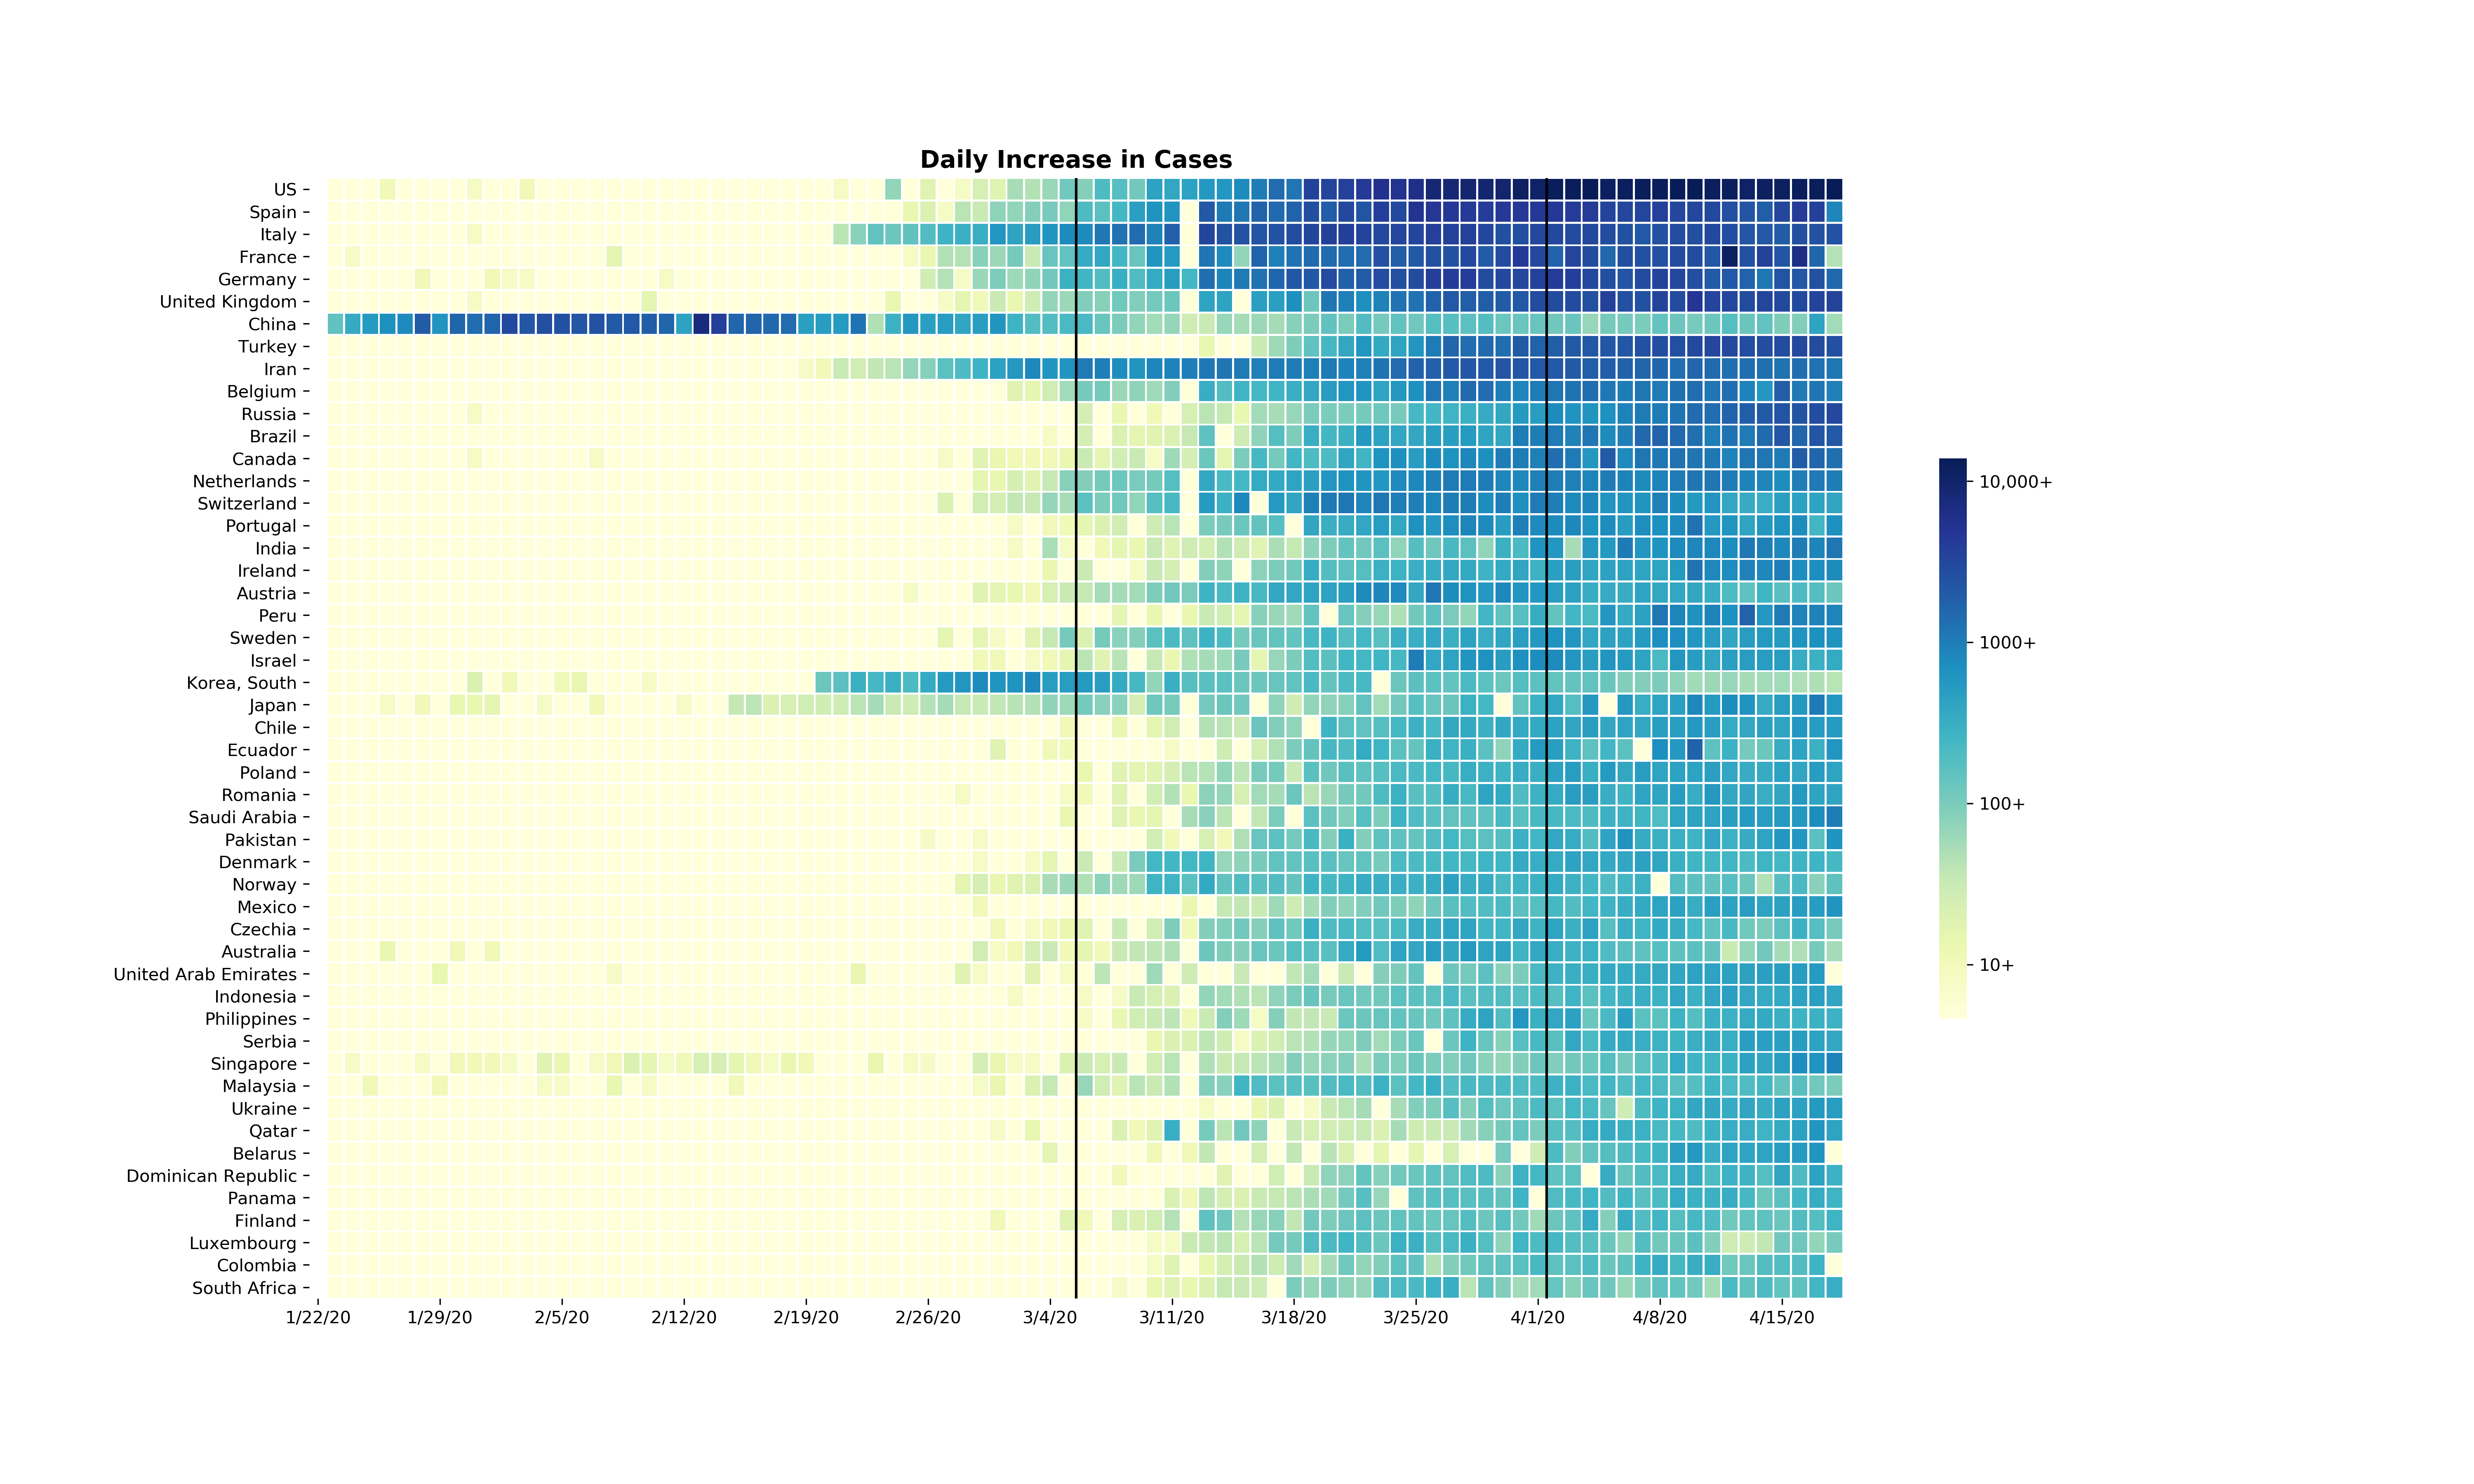 Daily Increase in Cases
US
Spain
Italy
France
Germany
United Kingdom
China
Turkey
Iran
Belgium
Russia
Brazil
Canada
Netherlands
Switzerland
Portugal
India
Ireland
Austria
Peru
Sweden
Israel
Korea, South
Japan
Chile
Ecuador
Poland
Romania
Saudi Arabia
Pakistan
Denmark
Norway
Mexico
Czechia
Australia
United Arab Emirates
Indonesia
Philippines
Serbia
Singapore
Malaysia
Ukraine
Qatar
Belarus
Dominican Republic
Panama
Finland
Luxembourg
Colombia
South Africa
1/22/20 1/29/20 2/5/20 2/12/20 2/19/20 2/26/20 3/4/20 3/11/20 3/18/20 3/25/20 4/1/20 4/8/20 4/15/20
10,000+
1000+
100+
10+